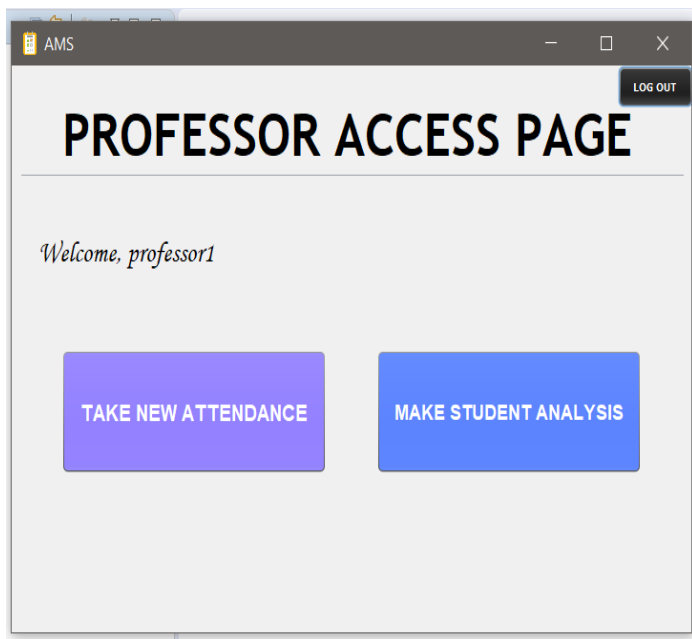 AMS
LOG OUT
PROFESSOR ACCESS PAGE
Welcome, professor1
TAKE NEW ATTENDANCE
MAKE STUDENT ANALYSIS